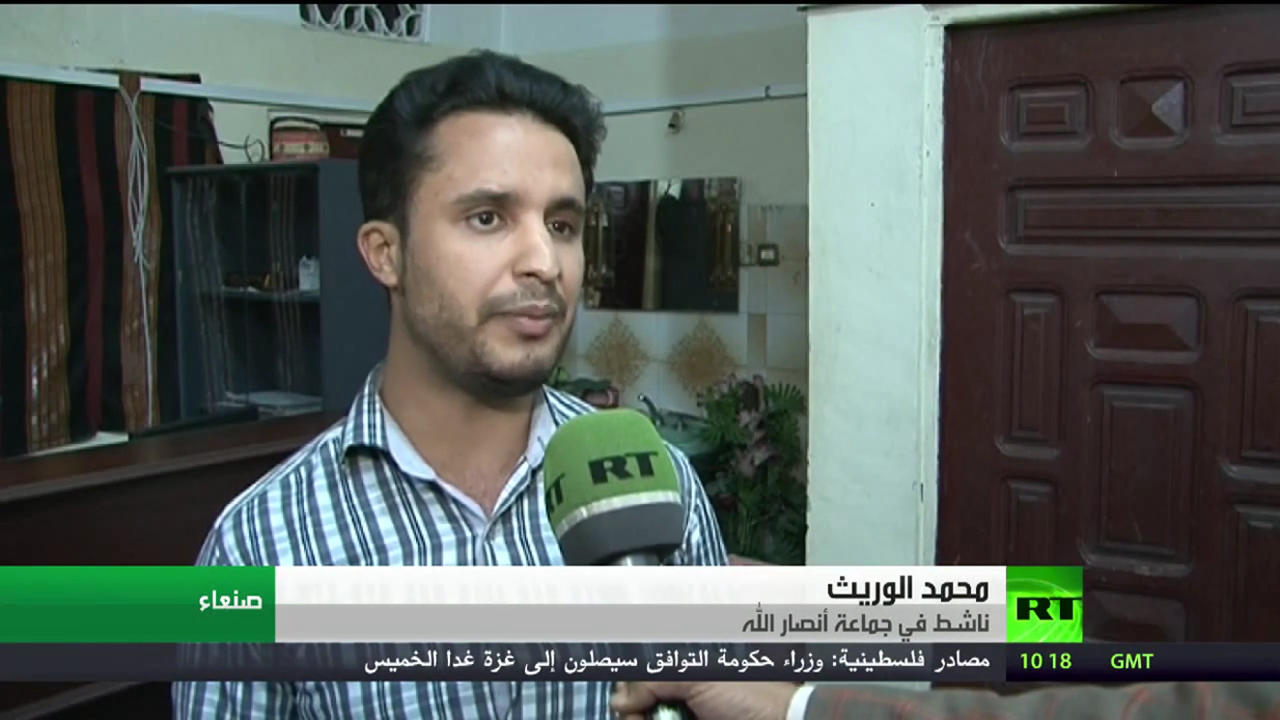 RT
صنعاء
محمد الوريث
RT
ناشط في جماعة أنصار الله
مصادر فلسطينية: وزراء حكومة التوافق سيصلون إلى غزة غدا الخميس
10 18 GMT